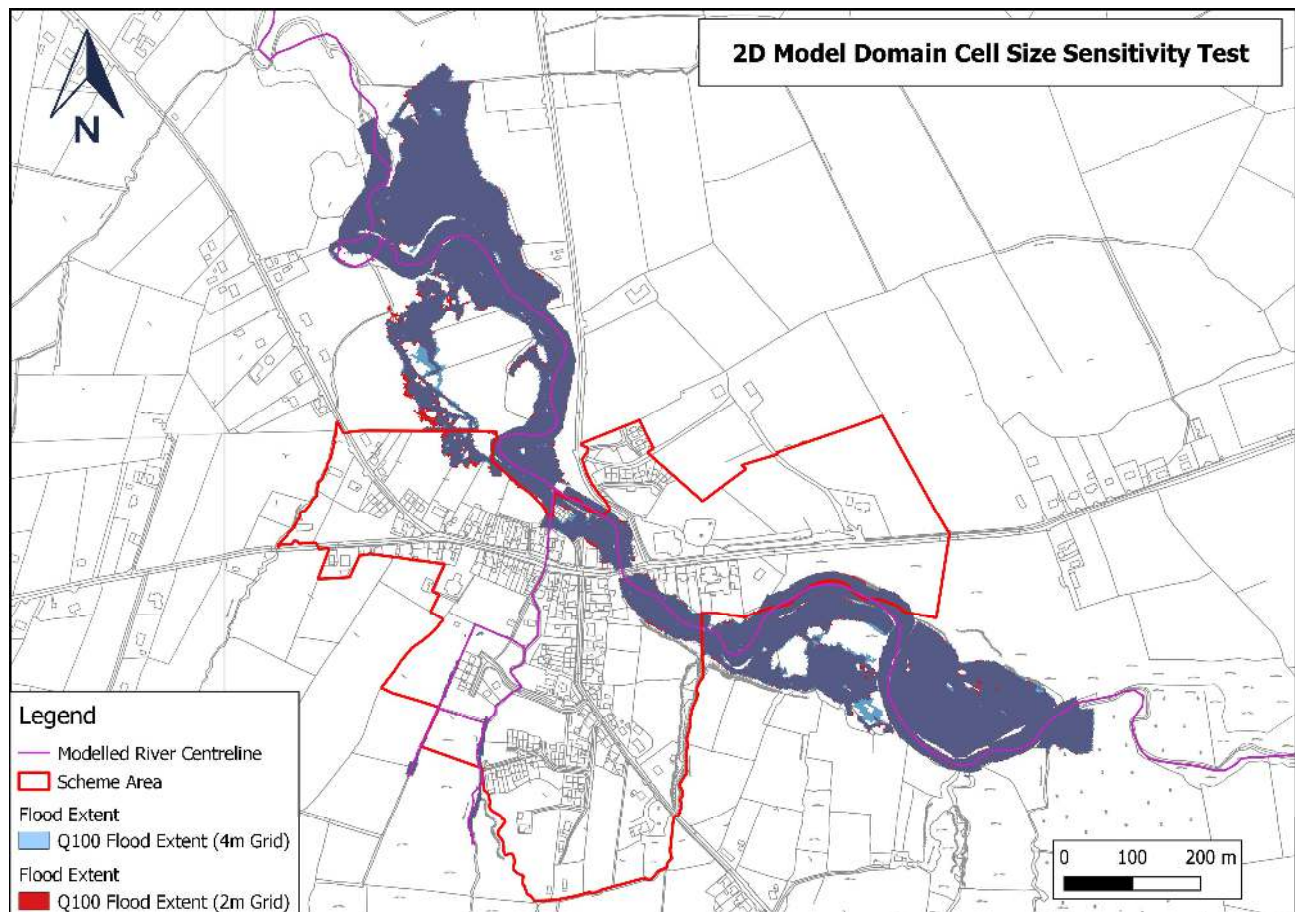 2D Model Domain Cell Size Sensitivity Test
N
Legend
Modelled River Centreline
Scheme Area
Flood Extent
Q100 Flood Extent (4m Grid)
Flood Extent
Q100 Flood Extent (2m Grid)
0 100 200 m